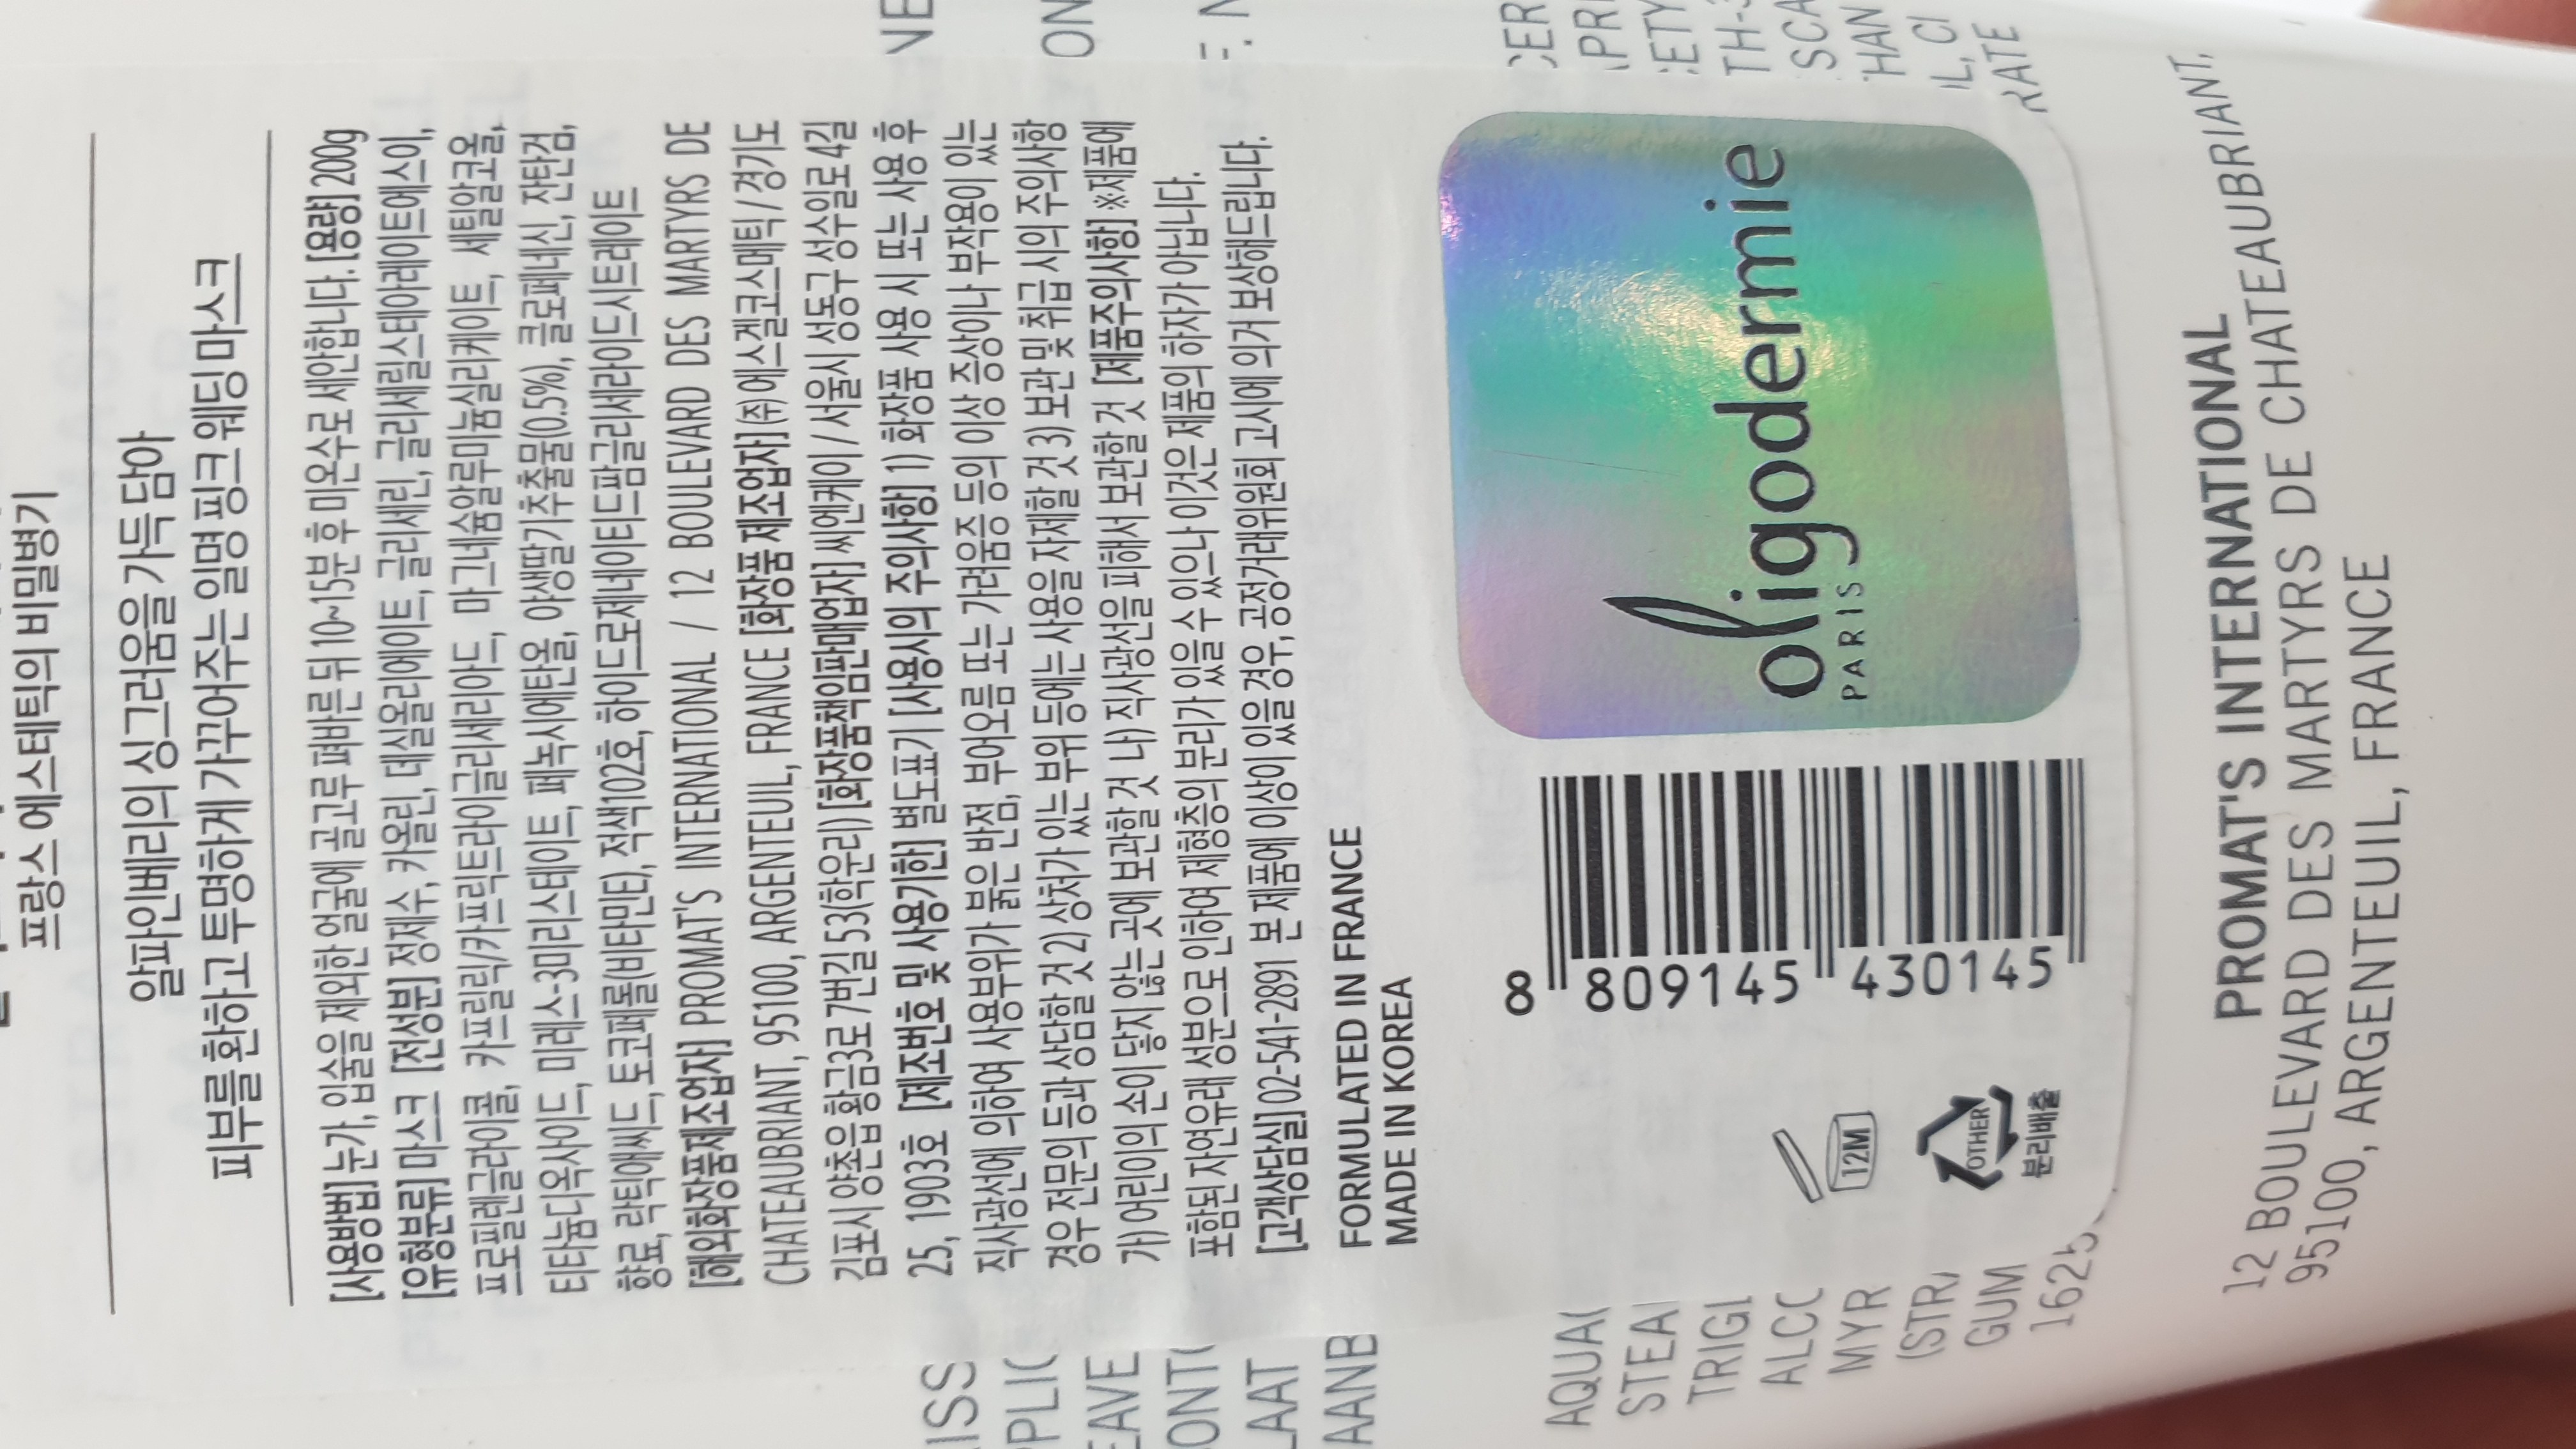 프랑스 에스테틱의 비밀병기
알파인베리의 싱그러움을 가득 담아
피부를 환하고 투명하게 가꾸어주는 일명 핑크 웨딩 마스크
[사용방법] 눈가, 입술을 제외한 얼굴에 골고루 펴바른 뒤 10~15분 후 미온수로 세안합니다. [용량] 200g
[유형분류] 마스크 [전성분] 정제수, 카올린, 데실올리에이트, 글리세린, 글리세릴스테아레이트에스이,
프로필렌글라이콜, 카프릴릭/카프릭트라이글리세라이드, 마그네슘알루미늄실리케이트, 세틸알코올,
티타늄디옥사이드, 미레스-3미리스테이트, 페녹시에탄올, 야생딸기추출물(0.5%), 클로페네신, 잔탄검,
향료, 락틱애씨드, 토코페롤(비타민E), 적색102호, 하이드로제네이티드팜글리세라이드시트레이트
[해외화장품제조업자] PROMAT'S INTERNATIONAL / 12 BOULEVARD DES MARTYRS DE
CHATEAUBRIANT, 95100, ARGENTEUIL, FRANCE [화장품 제조업자] (주)에스겔코스메틱 / 경기도
김포시 양촌읍 황금3로 7번길 53(학운리) [화장품책임판매업자] 씨앤케이 / 서울시 성동구 성수일로 4길
25, 1903호 [제조번호 및 사용기한] 별도표기 [사용시의 주의사항] 1) 화장품 사용 시 또는 사용 후
직사광선에 의하여 사용부위가 붉은 반점, 부어오름 또는 가려움증 등의 이상 증상이나 부작용이 있는
경우 전문의 등과 상담할 것 2) 상처가 있는 부위 등에는 사용을 자제할 것 3) 보관 및 취급 시의 주의사항
가) 어린이의 손이 닿지 않는 곳에 보관할 것 나) 직사광선을 피해서 보관할 것 [제품주의사항] ※제품에
포함된 자연유래 성분으로 인하여 제형층의 분리가 있을 수 있으나 이것은 제품의 하자가 아닙니다.
[고객상담실] 02-541-2891 본 제품에 이상이 있을 경우, 공정거래위원회 고시에 의거 보상해드립니다.
FORMULATED IN FRANCE
MADE IN KOREA
12M
OTHER
분리배출
8 809145 430145
oligodermie
PARIS
PROMAT'S INTERNATIONAL
12 BOULEVARD DES MARTYRS DE CHATEAUBRIANT,
95100, ARGENTEUIL, FRANCE